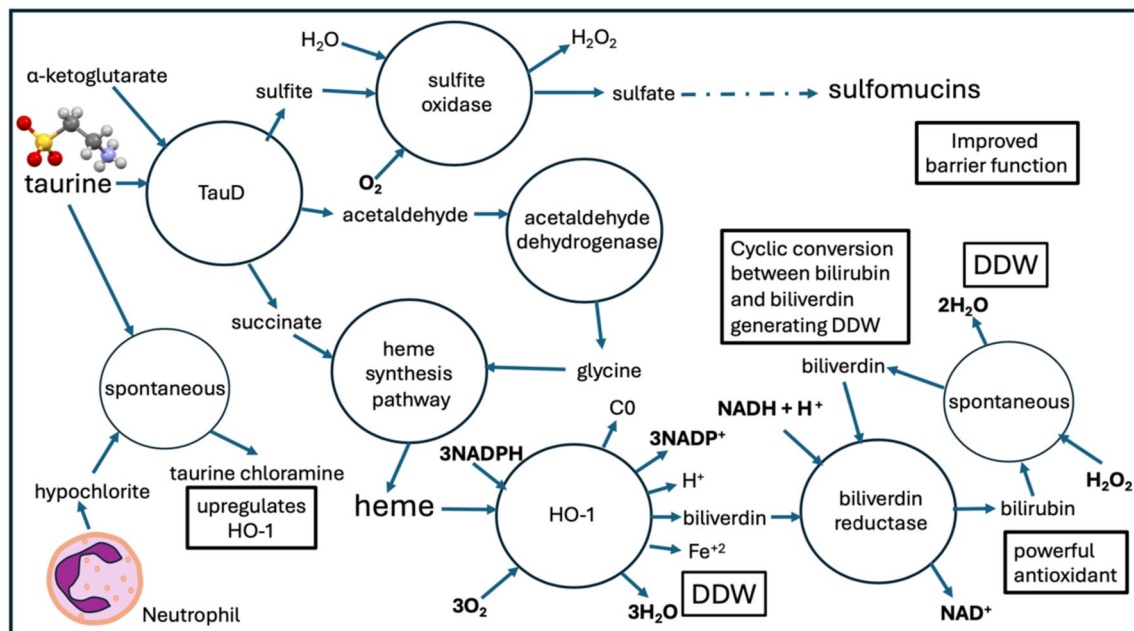 H₂O
H₂O₂
α-ketoglutarate
sulfite
sulfite
oxidase
sulfate
sulfomucins
Improved
barrier function
taurine
TauD
O₂
acetaldehyde
acetaldehyde
dehydrogenase
Cyclic conversion
between bilirubin
and biliverdin
generating DDW
DDW
2H₂O
succinate
heme
synthesis
pathway
glycine
biliverdin
spontaneous
spontaneous
C0
NADH + H⁺
3NADPH
3NADP⁺
taurine chloramine
upregulates
HO-1
hypochlorite
heme
HO-1
H⁺
biliverdin
Fe⁺²
biliverdin
reductase
bilirubin
H₂O₂
powerful
antioxidant
DDW
3O₂
3H₂O
NAD⁺
Neutrophil